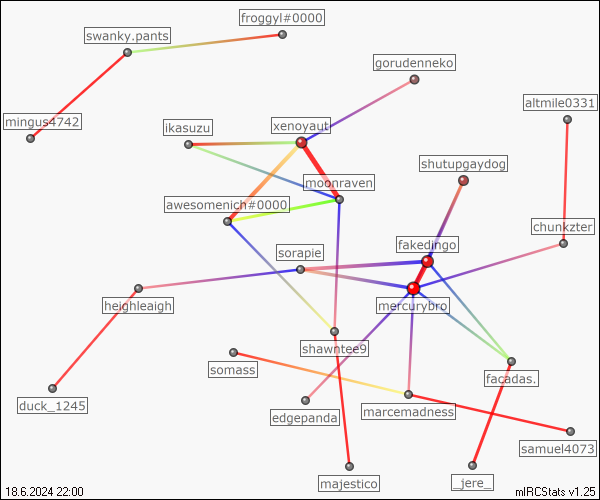 froggyl#0000
swanky.pants
gorudenneko
altmile0331
mingus4742
ikasuzu
xenoyaut
shutupgaydog
moonraven
awesomenich#0000
chunkzter
fakedingo
sorapie
heighleaigh
mercurybro
shawntee9
somass
facadas.
duck_1245
edgepanda
marcemadness
samuel4073
majestico
_jere_
18.6.2024 22:00
mIRCStats v1.25